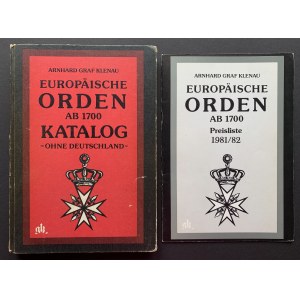 ARNHARD GRAF KLENAU
EUROPÄISCHE
ORDEN
AB 1700
KATALOG
-OHNE DEUTSCHLAND-
ARNHARD GRAF KLENAU
EUROPÄISCHE
ORDEN
AB 1700
Preisliste
1981/82